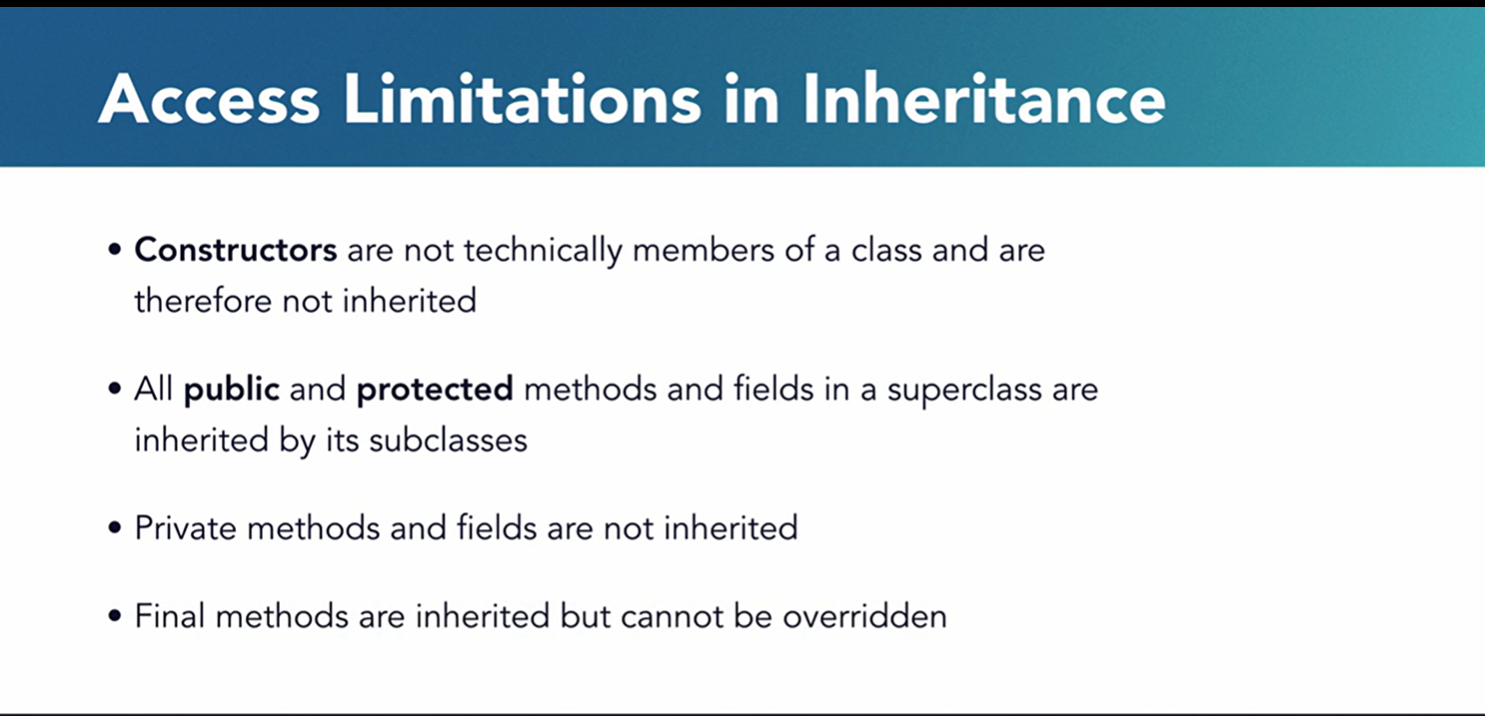 Access Limitations in Inheritance
• Constructors are not technically members of a class and are
therefore not inherited
• All public and protected methods and fields in a superclass are
inherited by its subclasses
• Private methods and fields are not inherited
• Final methods are inherited but cannot be overridden